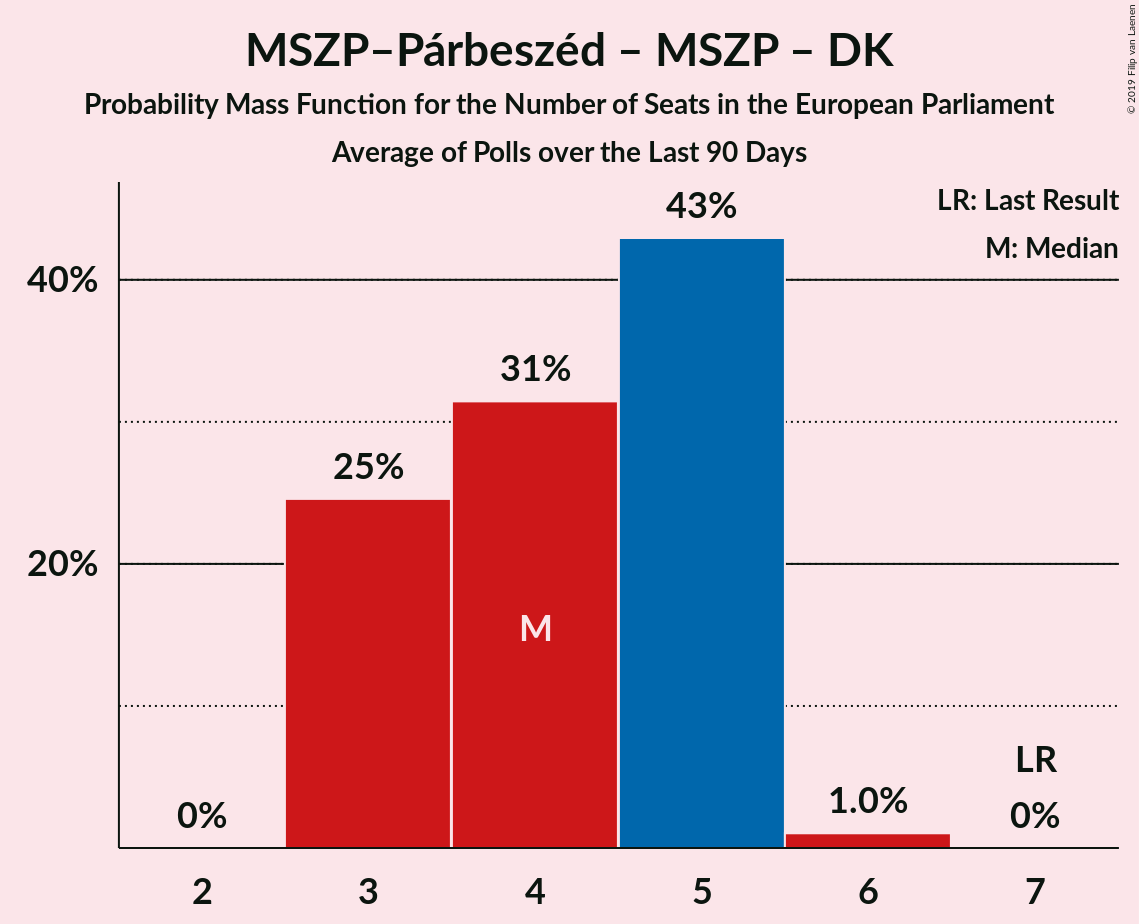 MSZP–Párbeszéd – MSZP – DK
Probability Mass Function for the Number of Seats in the European Parliament
Average of Polls over the Last 90 Days
© 2019 Filip van Laenen
LR: Last Result
M: Median
43%
40%
31%
25%
20%
M
LR
0%
1.0%
0%
2 3 4 5 6 7